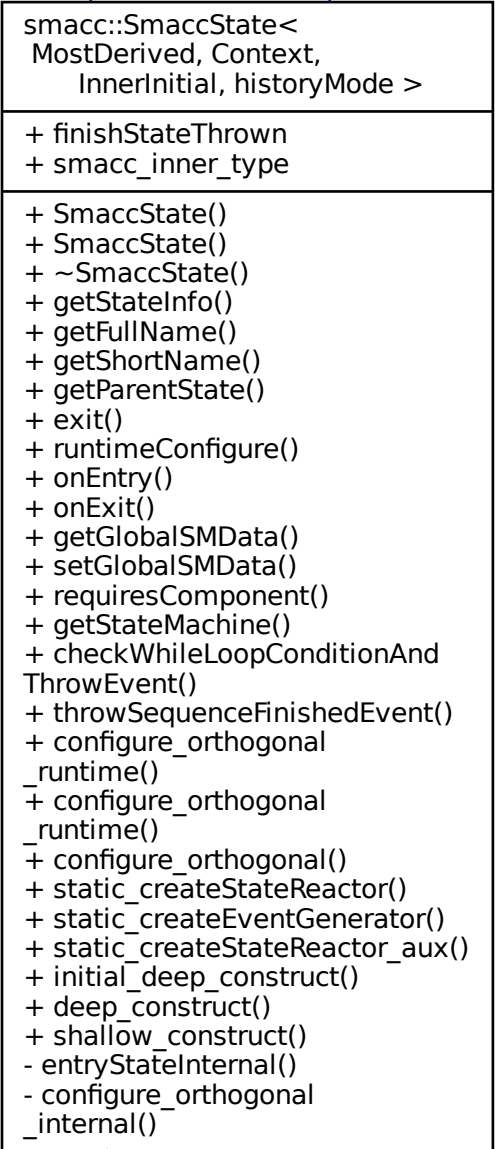 smacc::SmaccState<
MostDerived, Context,
InnerInitial, historyMode >
+ finishStateThrown
+ smacc_inner_type
+ SmaccState()
+ SmaccState()
+ ~SmaccState()
+ getStateInfo()
+ getFullName()
+ getShortName()
+ getParentState()
+ exit()
+ runtimeConfigure()
+ onEntry()
+ onExit()
+ getGlobalSMData()
+ setGlobalSMData()
+ requiresComponent()
+ getStateMachine()
+ checkWhileLoopConditionAnd
ThrowEvent()
+ throwSequenceFinishedEvent()
+ configure_orthogonal
_runtime()
+ configure_orthogonal
_runtime()
+ configure_orthogonal()
+ static_createStateReactor()
+ static_createEventGenerator()
+ static_createStateReactor_aux()
+ initial_deep_construct()
+ deep_construct()
+ shallow_construct()
- entryStateInternal()
- configure_orthogonal
_internal()